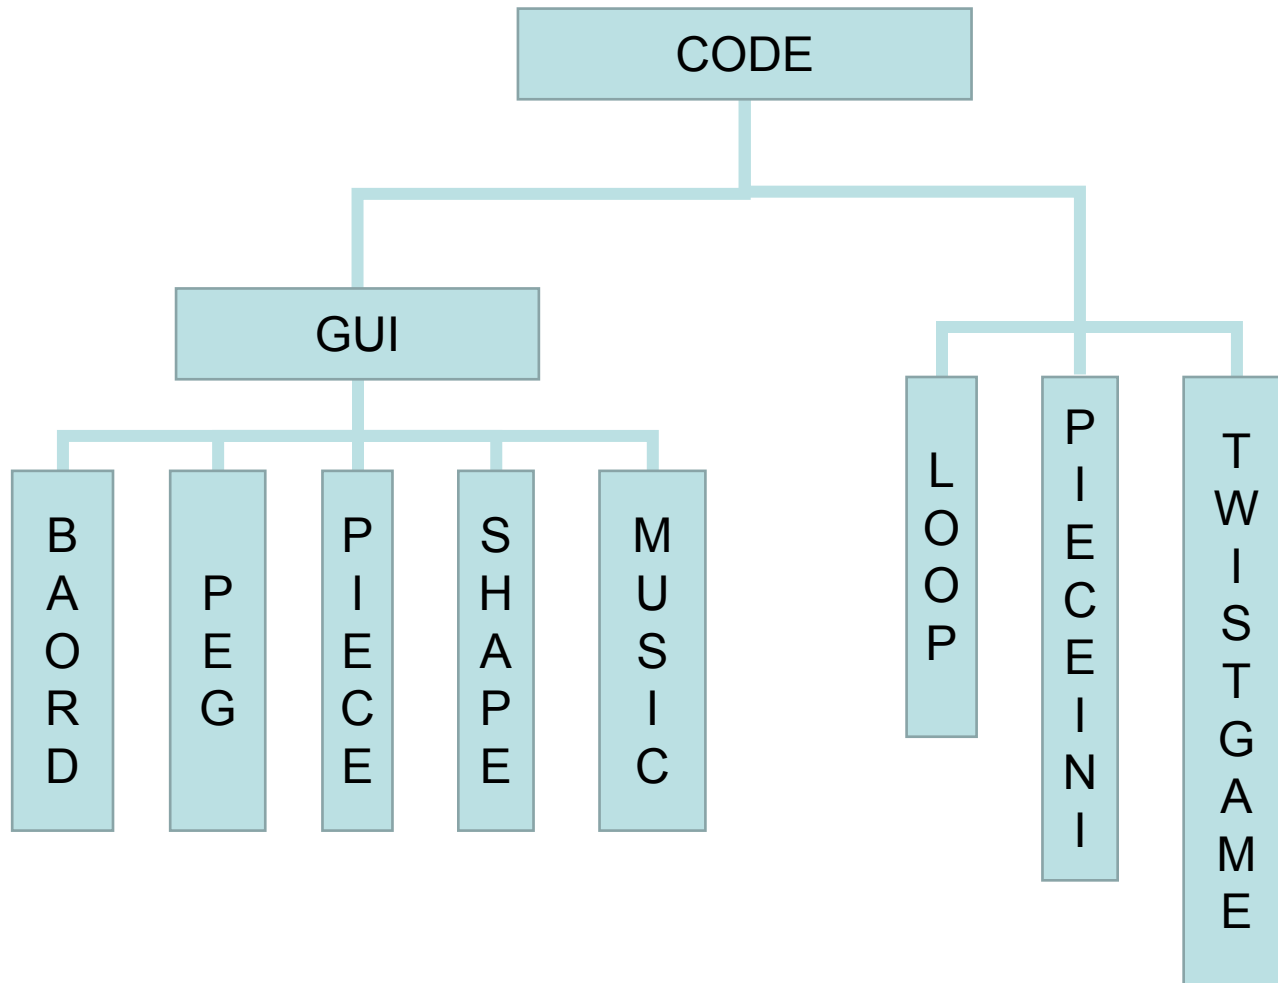 CODE
GUI
BAORD
PEG
PIECE
SHAPE
MUSIC
LOOP
PIECEINI
TWISTGAME